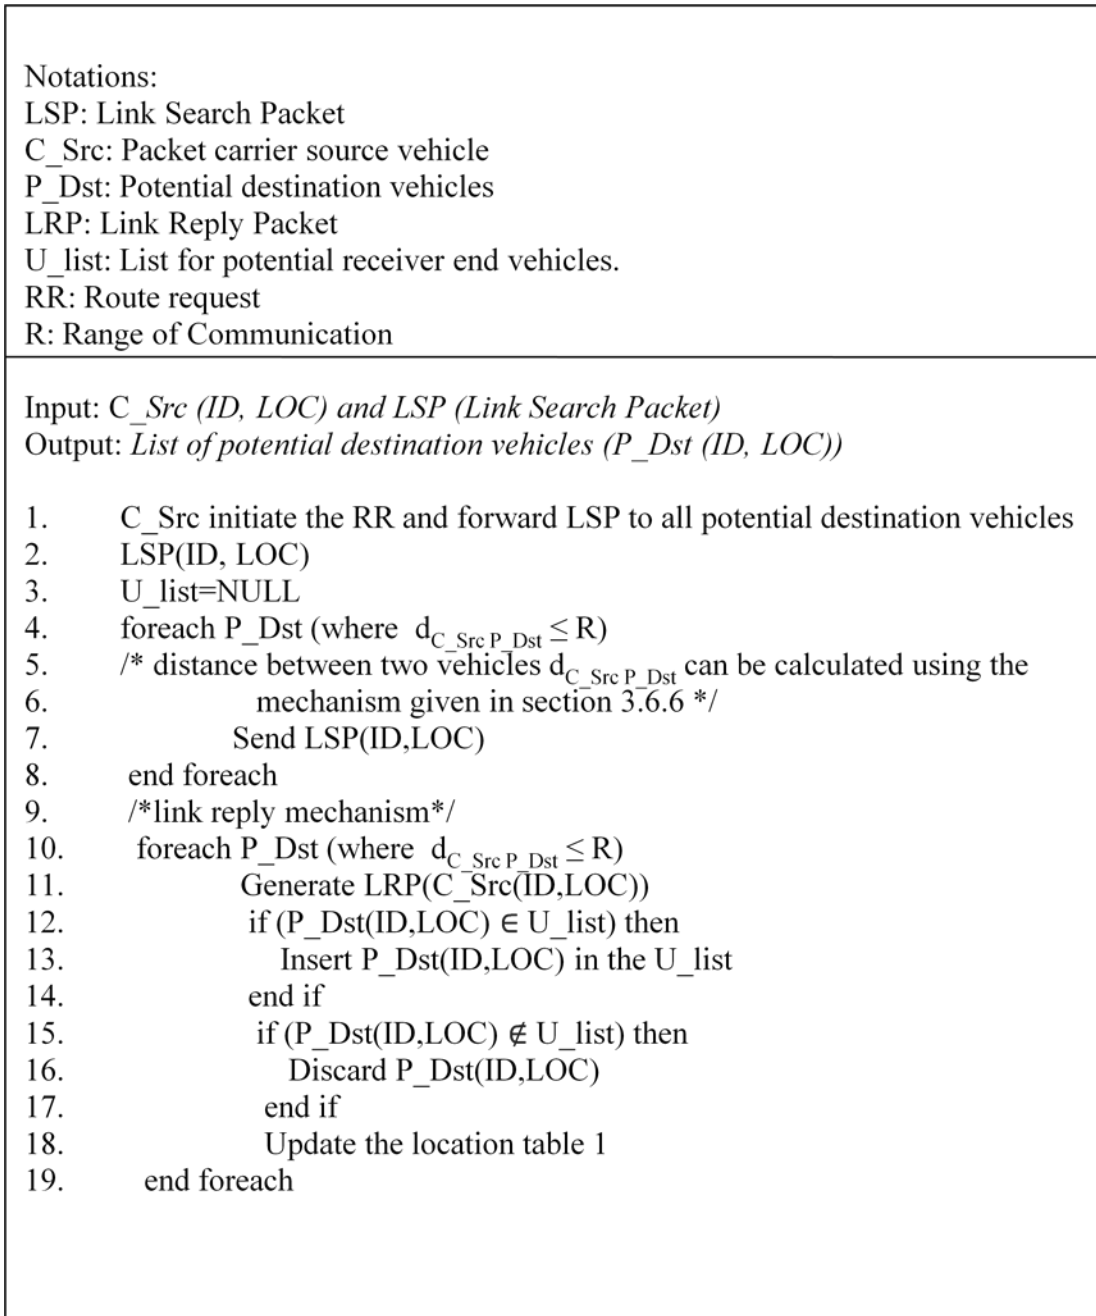 Notations:
LSP: Link Search Packet
C_Src: Packet carrier source vehicle
P_Dst: Potential destination vehicles
LRP: Link Reply Packet
U_list: List for potential receiver end vehicles.
RR: Route request
R: Range of Communication
Input: C_Src (ID, LOC) and LSP (Link Search Packet)
Output: List of potential destination vehicles (P_Dst (ID, LOC))
1. C_Src initiate the RR and forward LSP to all potential destination vehicles
2. LSP(ID, LOC)
3. U_list=NULL
4. foreach P_Dst (where d_{C_Src P_Dst} ≤ R)
5. /* distance between two vehicles d_{C_Src P_Dst} can be calculated using the
6. mechanism given in section 3.6.6 */
7. Send LSP(ID,LOC)
8. end foreach
9. /*link reply mechanism*/
10. foreach P_Dst (where d_{C_Src P_Dst} ≤ R)
11. Generate LRP(C_Src(ID,LOC))
12. if (P_Dst(ID,LOC) ∈ U_list) then
13. Insert P_Dst(ID,LOC) in the U_list
14. end if
15. if (P_Dst(ID,LOC) ∉ U_list) then
16. Discard P_Dst(ID,LOC)
17. end if
18. Update the location table 1
19. end foreach